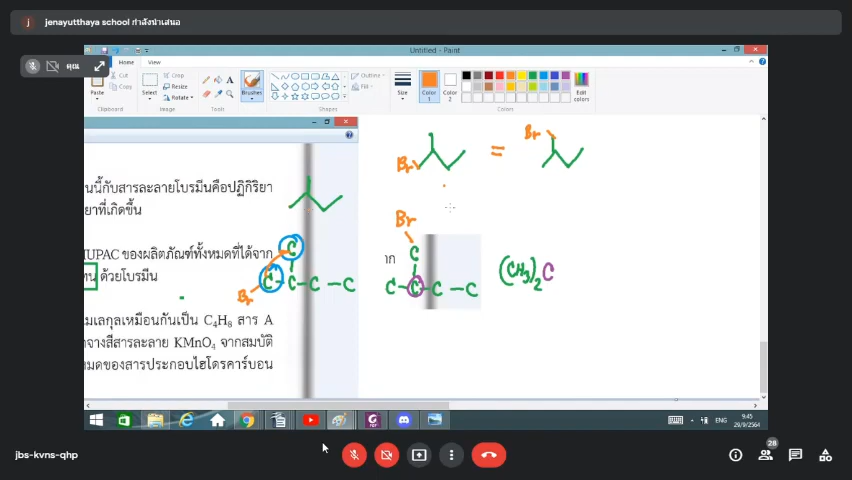 jenayutthaya school กำลังนำเสนอ
Untitled - Paint
Home
View
คุณ
Paste
Cut
Copy
Clipboard
Select
Crop
Resize
Rotate
Image
Tools
Brushes
Shapes
Outline
Fill
Size
Color 1
Color 2
Edit colors
Colors
นนี้กับสารละลายโบรมีนคือปฏิกิริยา
ยาที่เกิดขึ้น
IUPAC ของผลิตภัณฑ์ทั้งหมดที่ได้จาก
ทน ด้วยโบรมีน
มเลกุลเหมือนกันเป็น C₄H₈ สาร A
กจางสีสารละลาย KMnO₄ จากสมบัติ
หมดของสารประกอบไฮโดรคาร์บอน
Br = Br
Br
C
C - C - C - C
Br
าก
C
C - C - C - C
(CH₃)₂C
ENG
9:45
29/9/2564
jbs-kvns-qhp
28